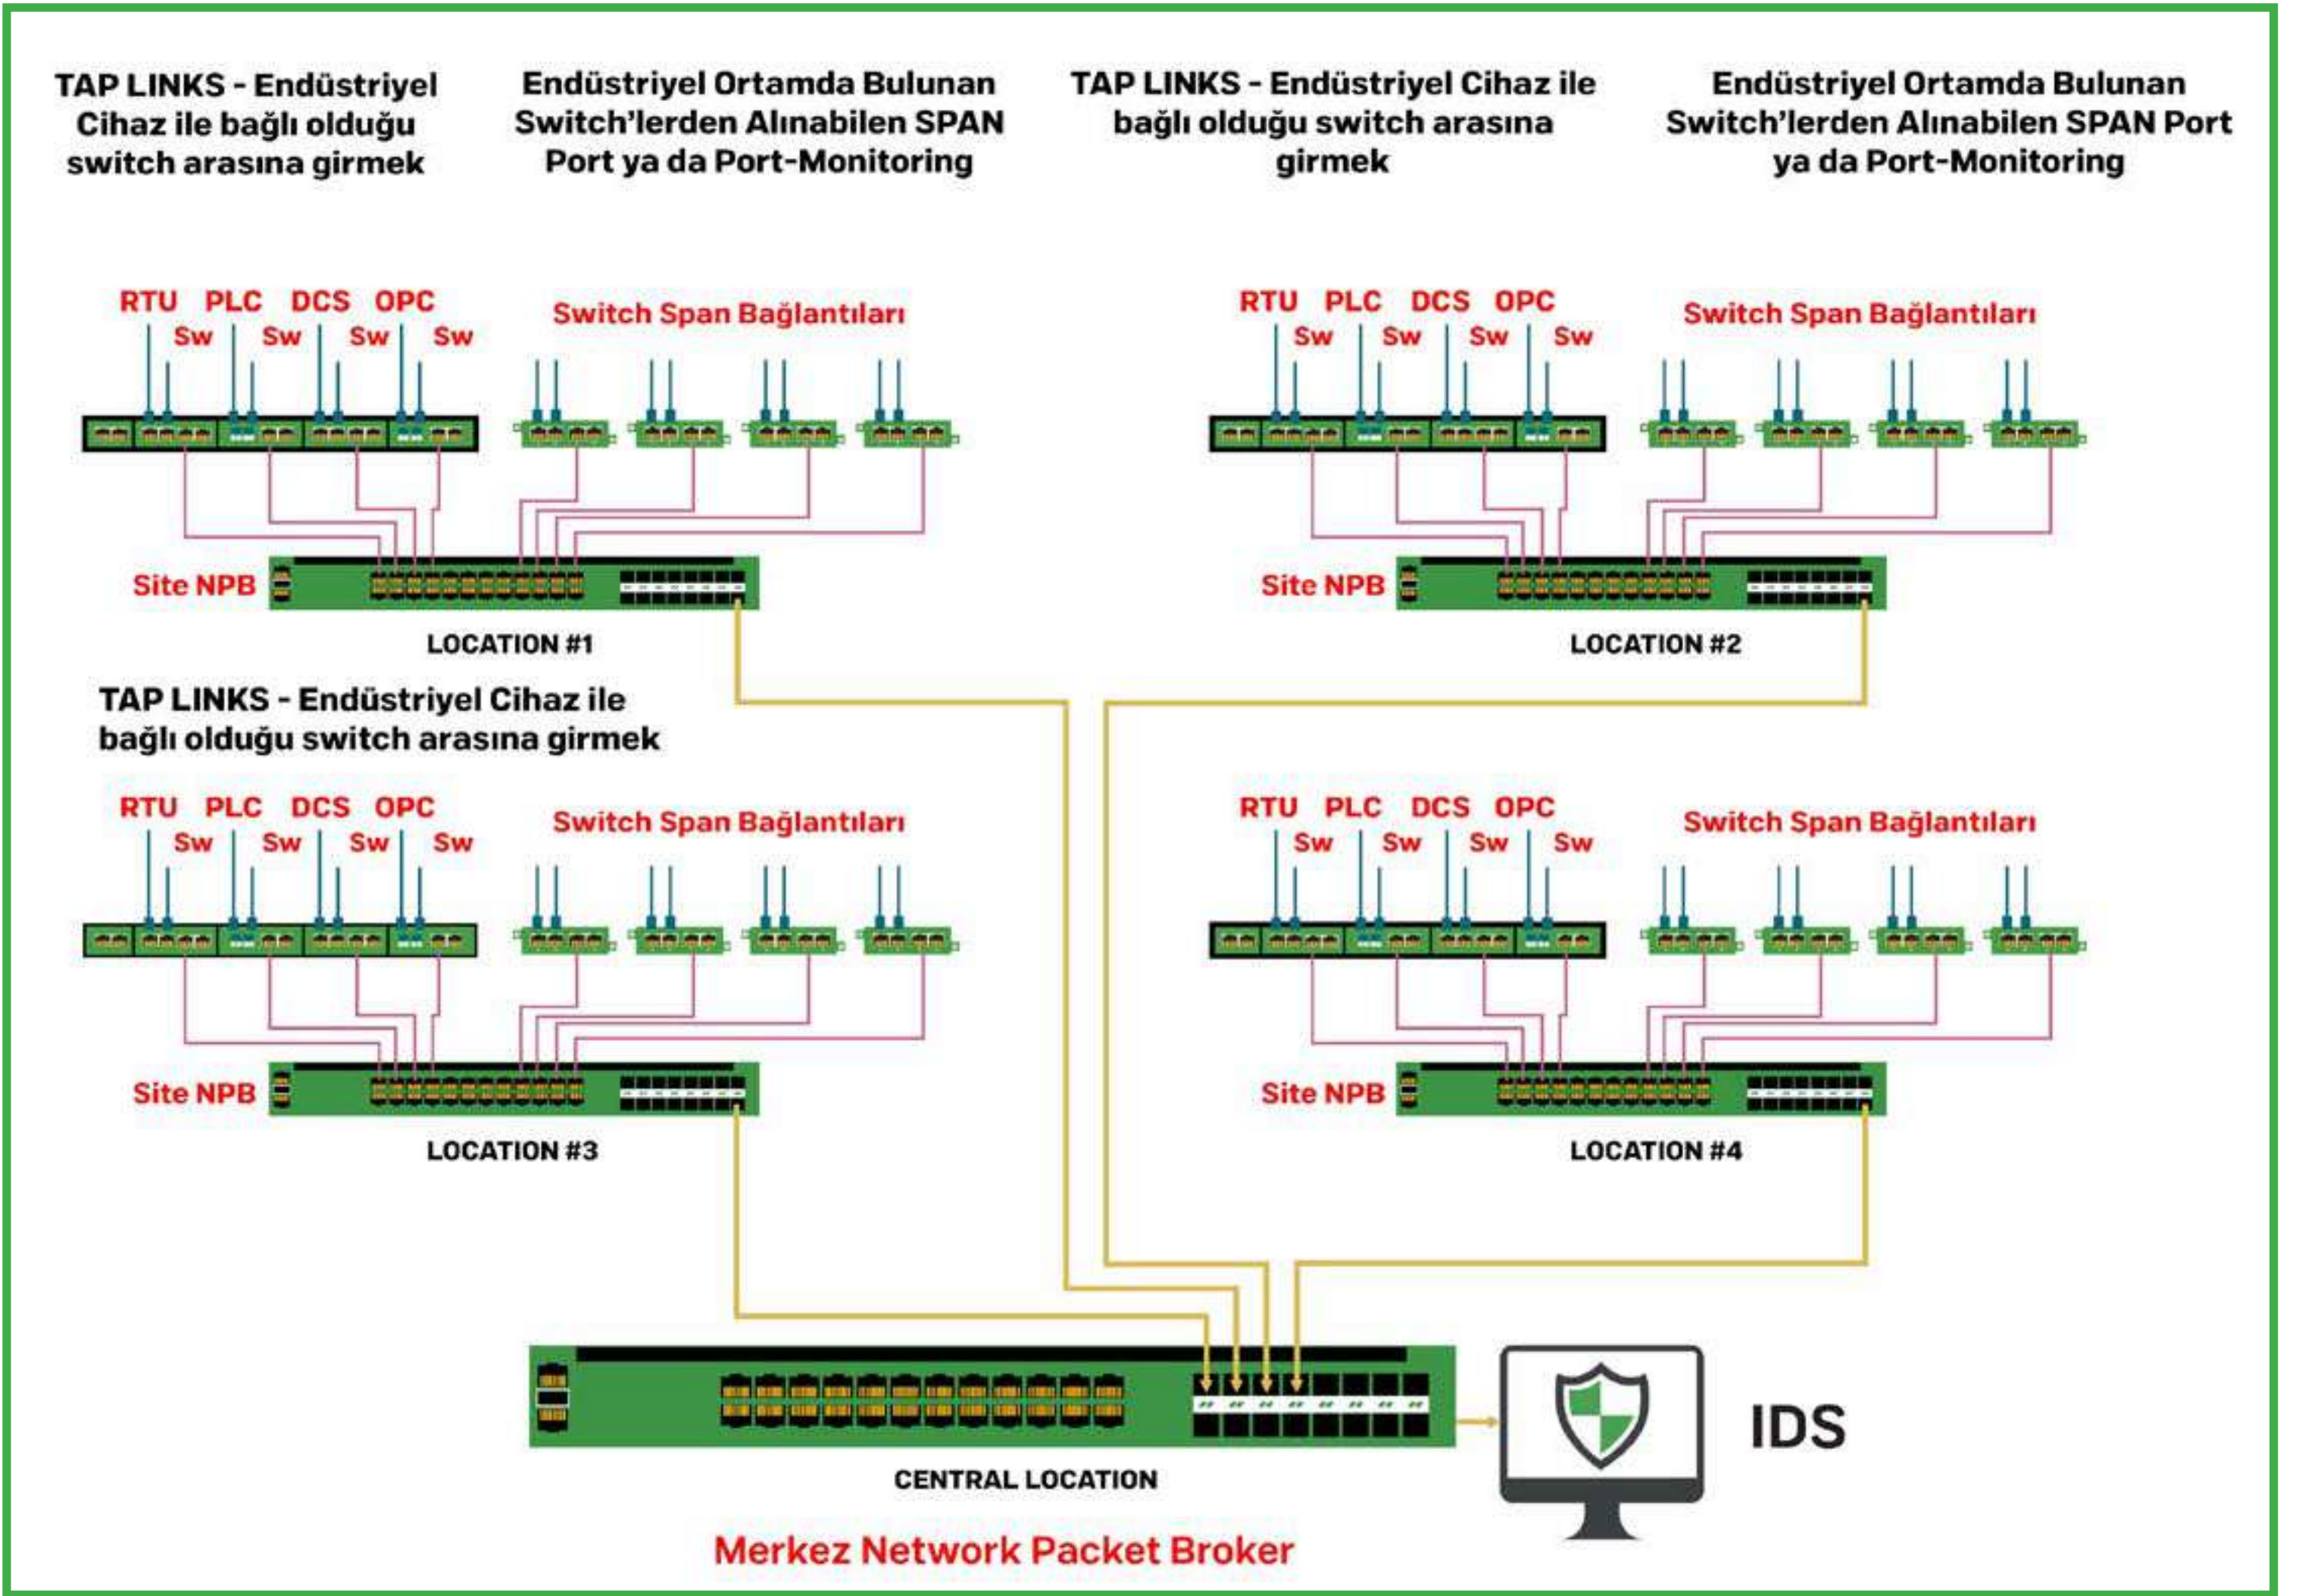 TAP LINKS - Endüstriyel
Cihaz ile bağlı olduğu
switch arasına girmek
Endüstriyel Ortamda Bulunan
Switch'lerden Alınabilen SPAN
Port ya da Port-Monitoring
TAP LINKS - Endüstriyel Cihaz ile
bağlı olduğu switch arasına
girmek
Endüstriyel Ortamda Bulunan
Switch'lerden Alınabilen SPAN Port
ya da Port-Monitoring
RTU PLC DCS OPC
Sw Sw Sw Sw
Switch Span Bağlantıları
Site NPB
LOCATION #1
RTU PLC DCS OPC
Sw Sw Sw Sw
Switch Span Bağlantıları
Site NPB
LOCATION #2
TAP LINKS - Endüstriyel Cihaz ile
bağlı olduğu switch arasına girmek
RTU PLC DCS OPC
Sw Sw Sw Sw
Switch Span Bağlantıları
Site NPB
LOCATION #3
RTU PLC DCS OPC
Sw Sw Sw Sw
Switch Span Bağlantıları
Site NPB
LOCATION #4
IDS
CENTRAL LOCATION
Merkez Network Packet Broker